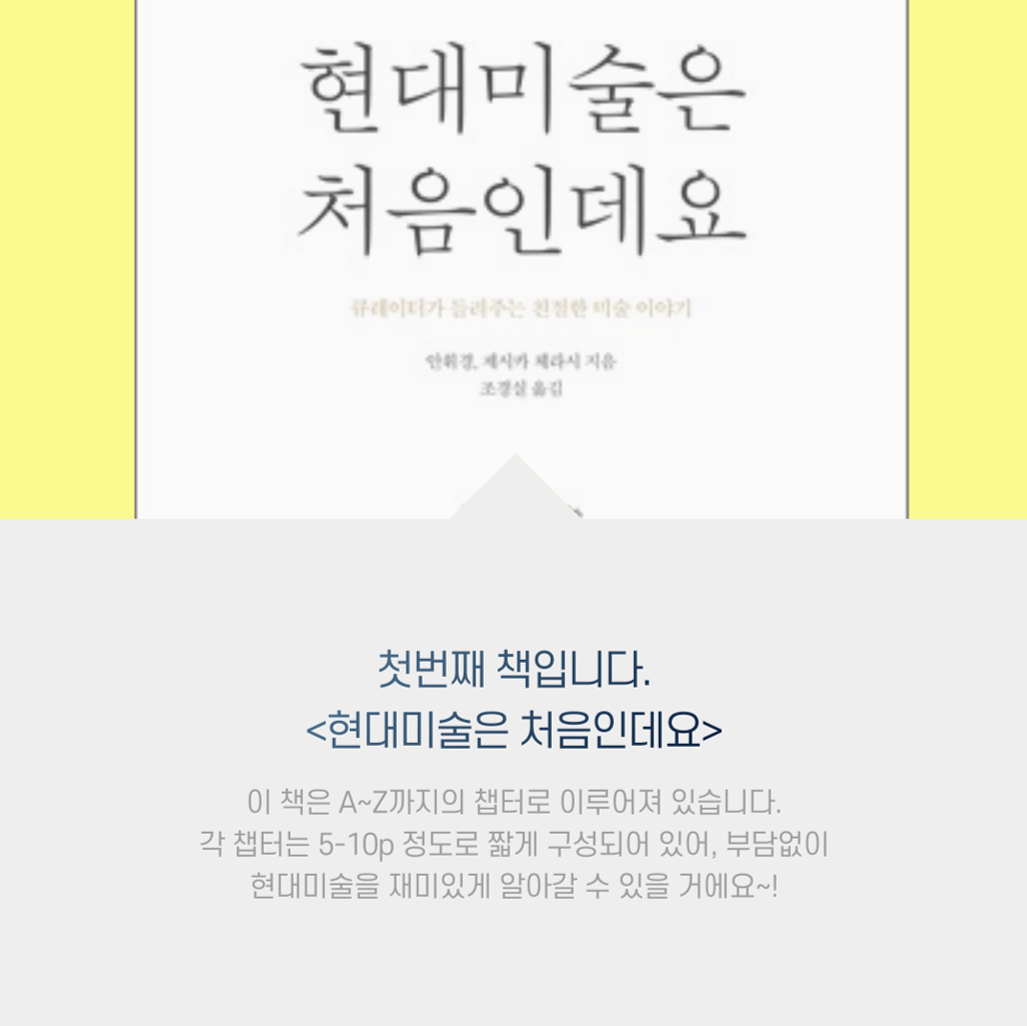 현대미술은
처음인데요
큐레이터가 들려주는 친절한 미술 이야기
안휘경, 제시카 체라시 지음
조경실 옮김
첫번째 책입니다.
<현대미술은 처음인데요>
이 책은 A~Z까지의 챕터로 이루어져 있습니다.
각 챕터는 5-10p 정도로 짧게 구성되어 있어, 부담없이
현대미술을 재미있게 알아갈 수 있을 거에요~!